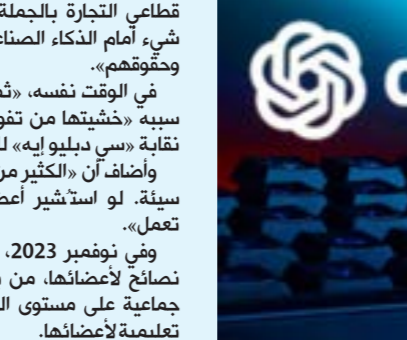 قطاعي التجارة بالجملة
شيء أمام الذكاء الصنا
وحقوقهم».
في الوقت نفسه، «ث
سببه «خشيتها من تفو
نقابة «سي دبليو إيه» ل
وأضاف أن «الكثير من
سيئة. لو استُشير أعض
تعمل».
وفي نوفمبر 2023،
نصائح لأعضائها، من
جماعية على مستوى ال
تعليمية لأعضائها.